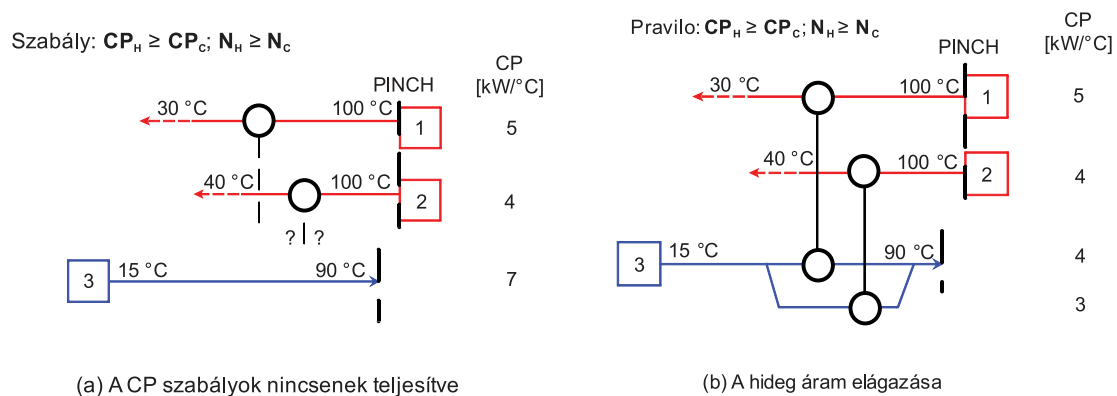 Szabály: CPH ≥ CPC; NH ≥ NC
CP
[kW/°C]
PINCH
30 °C
100 °C
1
5
40 °C
100 °C
2
4
? ?
3
15 °C
90 °C
7
(a) A CP szabályok nincsenek teljesítve
Pravilo: CPH ≥ CPC; NH ≥ NC
CP
[kW/°C]
PINCH
30 °C
100 °C
1
5
40 °C
100 °C
2
4
3
15 °C
90 °C
4
3
(b) A hideg áram elágazása